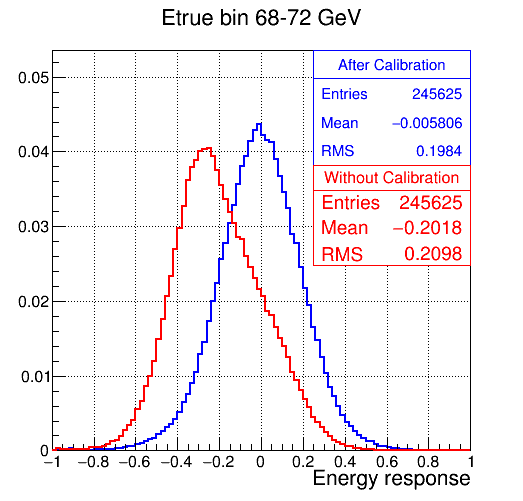 Etrue bin 68-72 GeV
After Calibration
Entries 245625
Mean −0.005806
RMS 0.1984
Without Calibration
Entries 245625
Mean −0.2018
RMS 0.2098
0.05
0.04
0.03
0.02
0.01
0
−1 −0.8 −0.6 −0.4 −0.2 0 0.2 0.4 0.6 0.8 1
Energy response